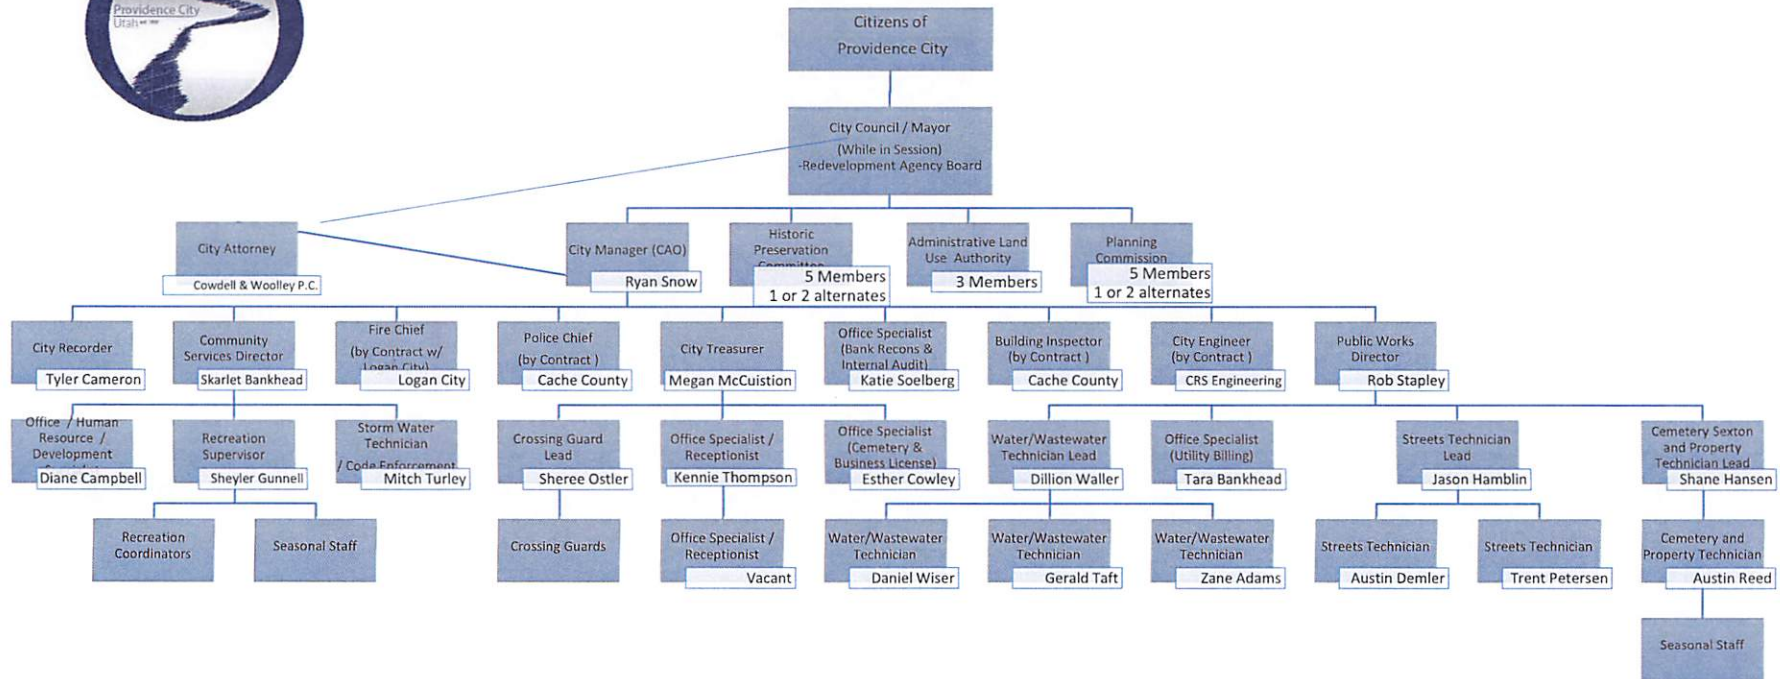 Providence City
Utah
Citizens of
Providence City
City Council / Mayor
(While in Session)
-Redevelopment Agency Board
City Attorney
Cowdell & Woolley P.C.
City Manager (CAO)
Ryan Snow
Historic
Preservation
Committee
5 Members
1 or 2 alternates
Administrative Land
Use Authority
3 Members
Planning
Commission
5 Members
1 or 2 alternates
City Recorder
Tyler Cameron
Community
Services Director
Skarlet Bankhead
Fire Chief
(by Contract w/
Logan City)
Logan City
Police Chief
(by Contract )
Cache County
City Treasurer
Megan McCuistion
Office Specialist
(Bank Recons &
Internal Audit)
Katie Soelberg
Building Inspector
(by Contract )
Cache County
City Engineer
(by Contract )
CRS Engineering
Public Works
Director
Rob Stapley
Office / Human
Resource /
Development
Diane Campbell
Recreation
Supervisor
Sheyler Gunnell
Storm Water
Technician
/ Code Enforcement
Mitch Turley
Crossing Guard
Lead
Sheree Ostler
Office Specialist /
Receptionist
Kennie Thompson
Office Specialist
(Cemetery &
Business License)
Esther Cowley
Water/Wastewater
Technician Lead
Dillion Waller
Office Specialist
(Utility Billing)
Tara Bankhead
Streets Technician
Lead
Jason Hamblin
Cemetery Sexton
and Property
Technician Lead
Shane Hansen
Recreation
Coordinators
Seasonal Staff
Crossing Guards
Office Specialist /
Receptionist
Vacant
Water/Wastewater
Technician
Daniel Wiser
Water/Wastewater
Technician
Gerald Taft
Water/Wastewater
Technician
Zane Adams
Streets Technician
Austin Demler
Streets Technician
Trent Petersen
Cemetery and
Property Technician
Austin Reed
Seasonal Staff